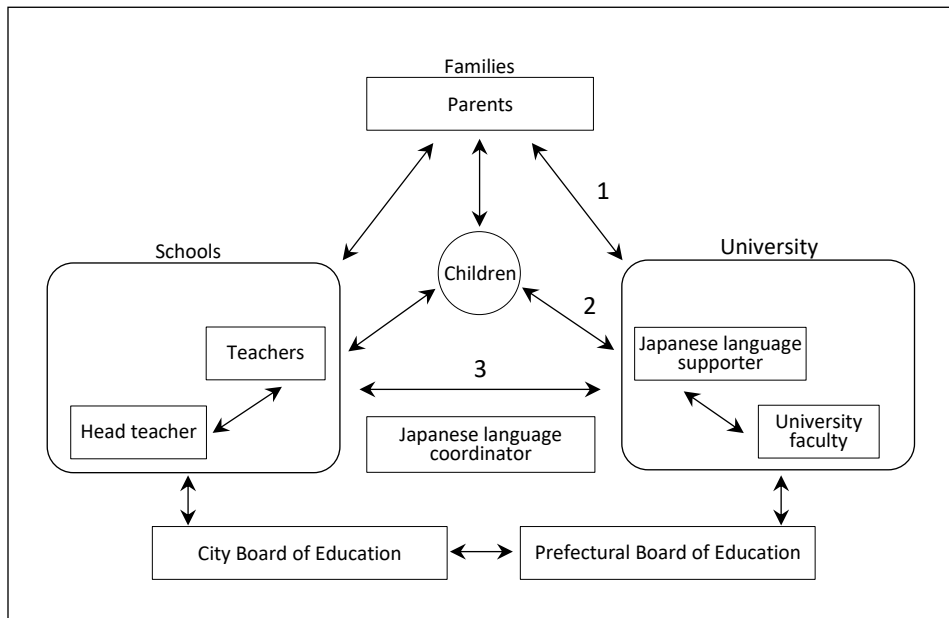 Families
Parents
1
Schools
University
Children
2
Teachers
Japanese language
supporter
3
Head teacher
University
faculty
Japanese language
coordinator
City Board of Education
Prefectural Board of Education